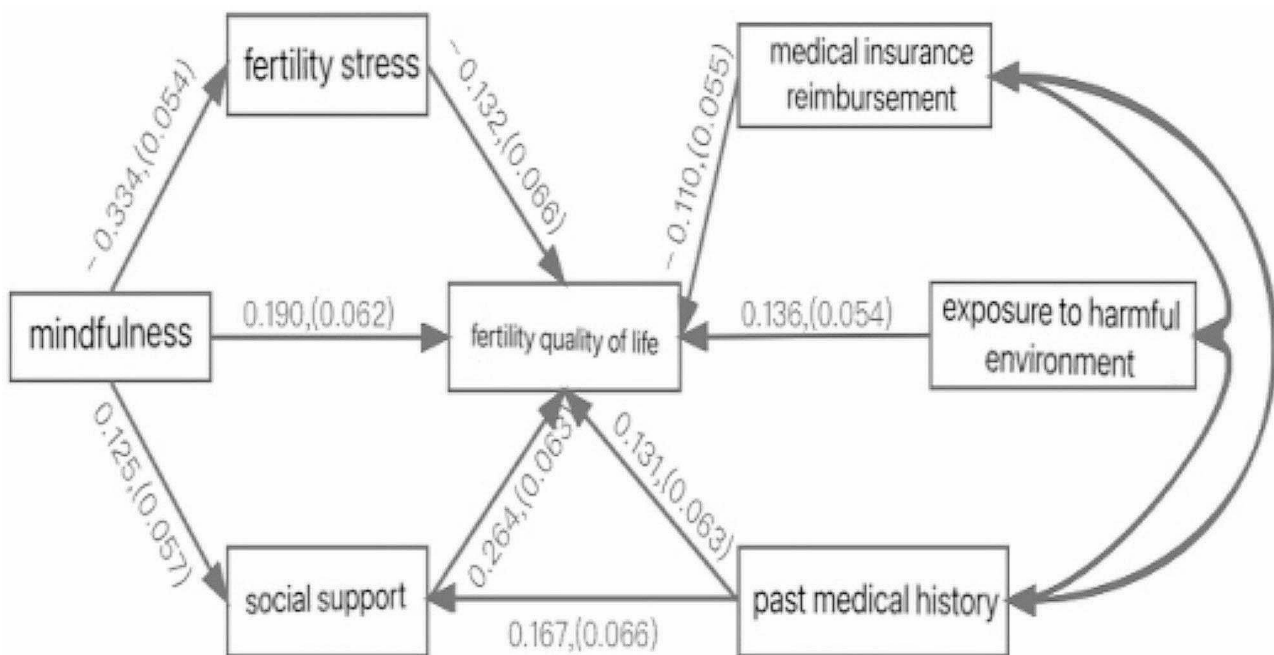 fertility stress
medical insurance
reimbursement
− 0.334,(0.054)
− 0.132,(0.066)
− 0.110,(0.055)
mindfulness
0.190,(0.062)
fertility quality of life
0.136,(0.054)
exposure to harmful
environment
0.125,(0.057)
0.264,(0.063)
0.131,(0.063)
social support
0.167,(0.066)
past medical history